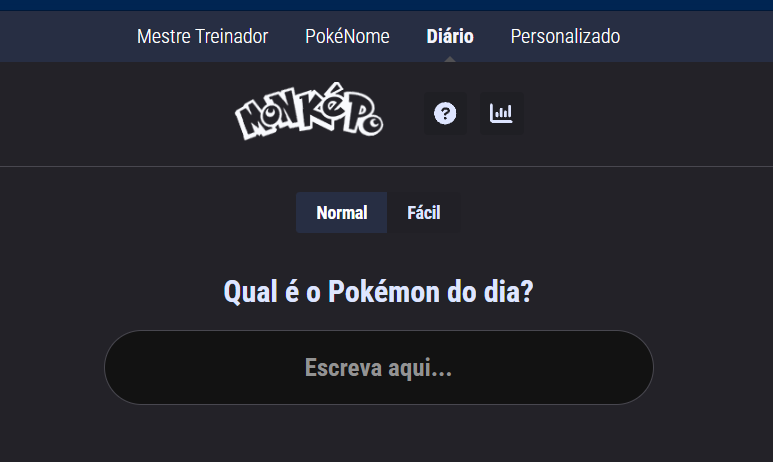 Mestre Treinador PokéNome Diário Personalizado
MonKéPo
?
Normal Fácil
Qual é o Pokémon do dia?
Escreva aqui...